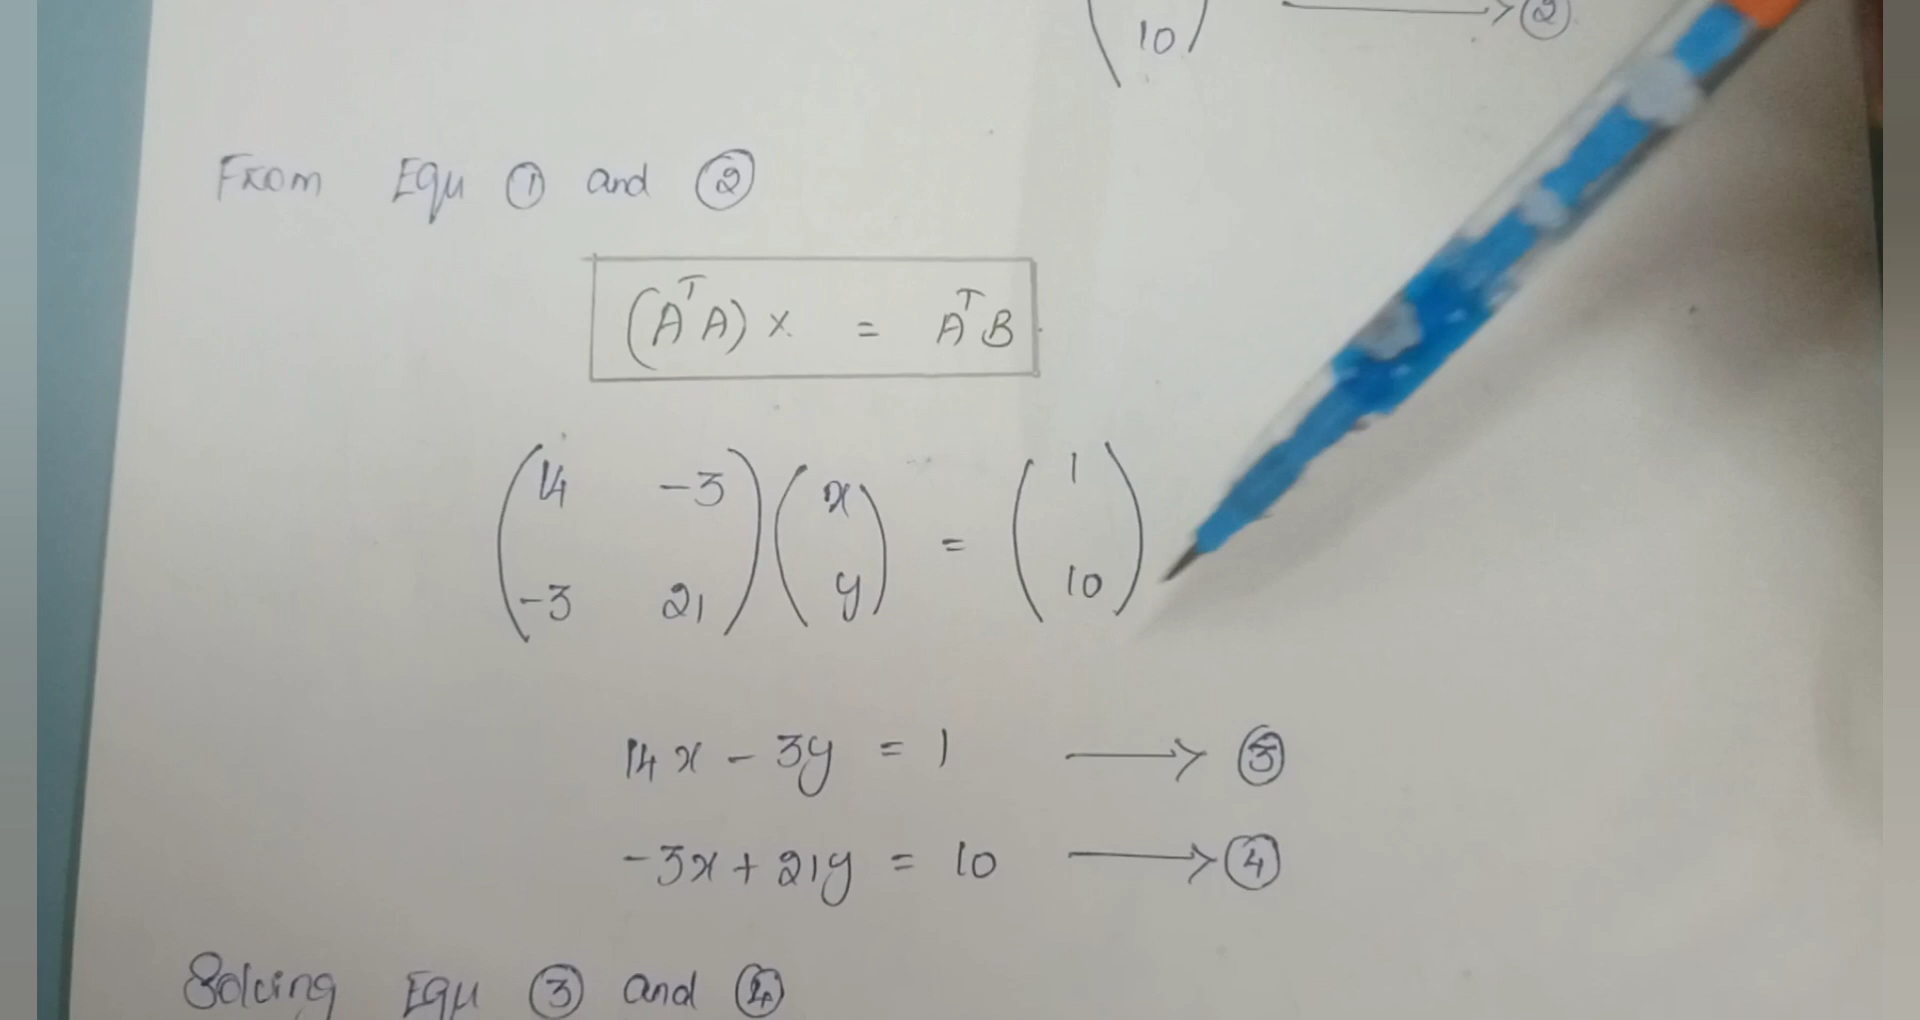 10 ⟶ ②
From Equ ① and ②
(AᵀA) x = AᵀB
14 -3 x = 1
-3 21 y 10
14x - 3y = 1 ⟶ ③
-3x + 21y = 10 ⟶ ④
Solving Equ ③ and ④